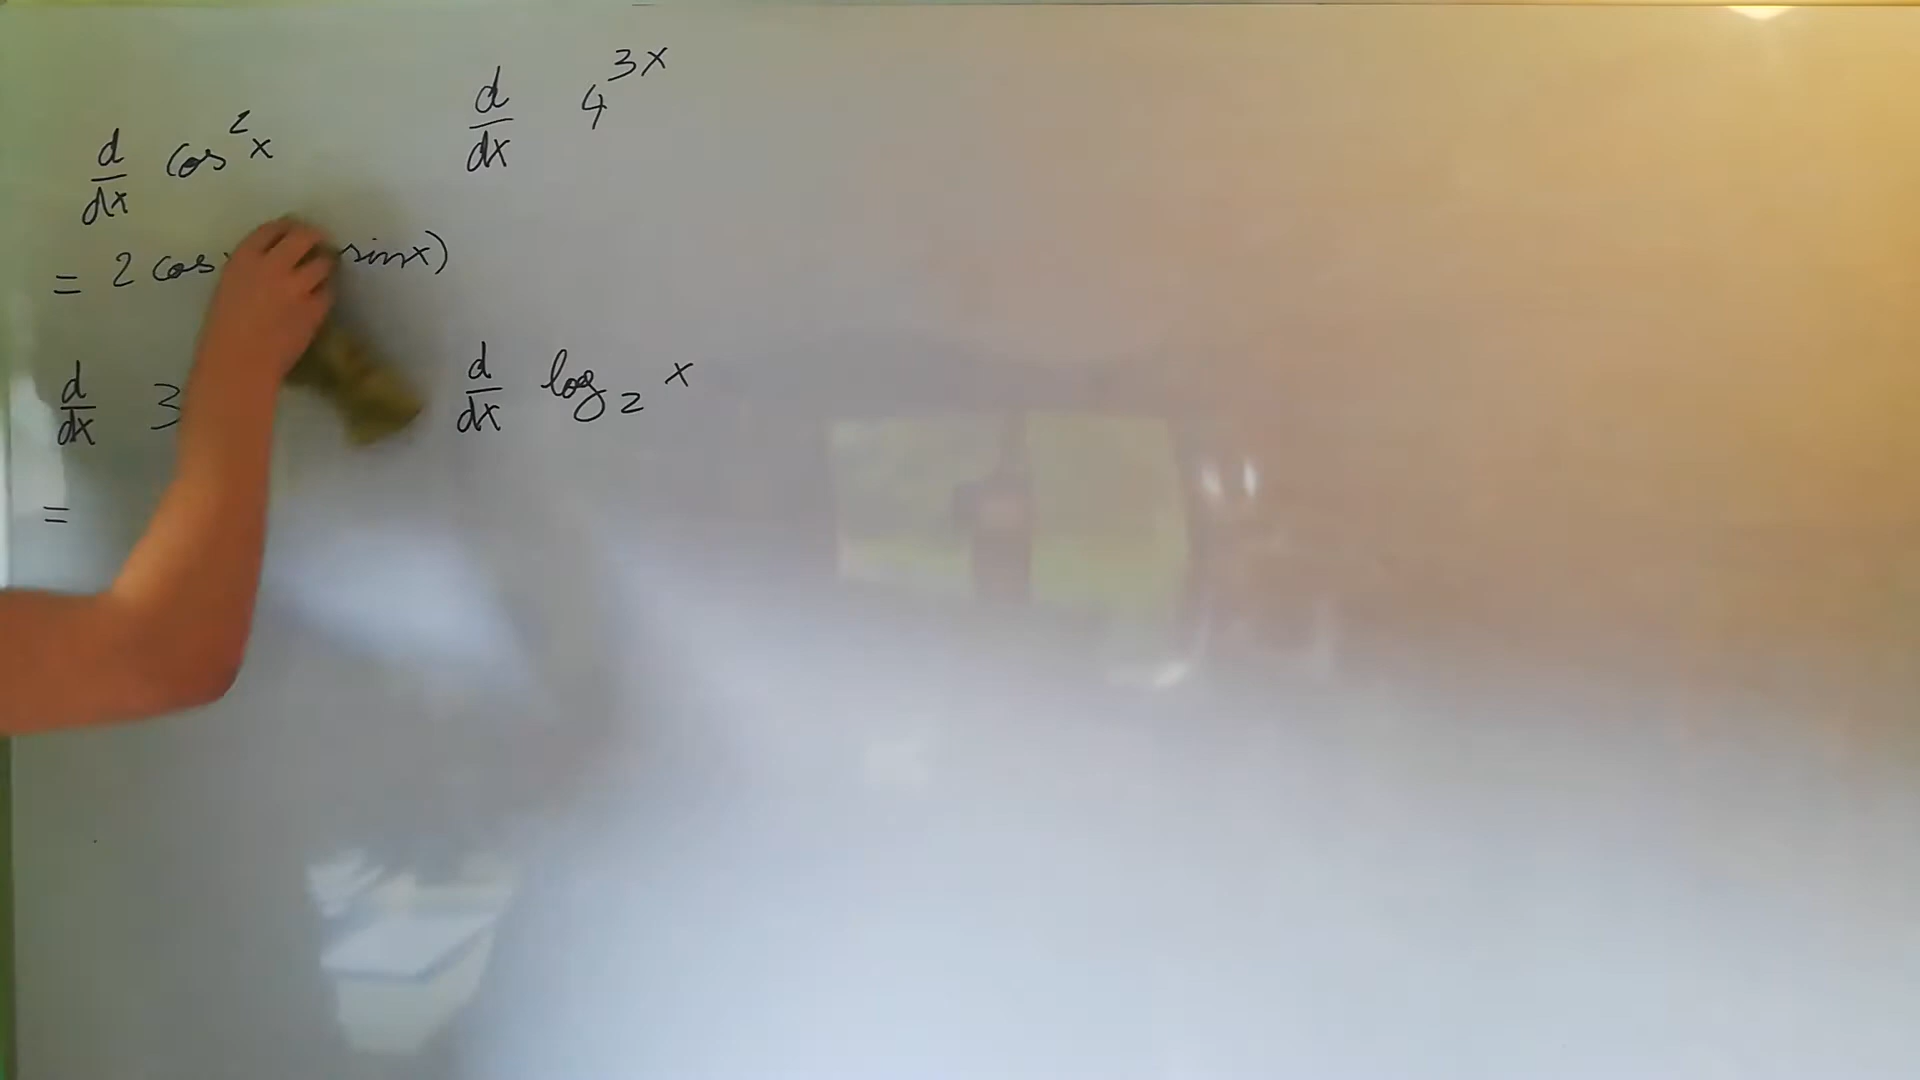 d/dx cos²x
= 2 cos sinx)
d/dx 3
=
d/dx 4^(3x)
d/dx log₂ x